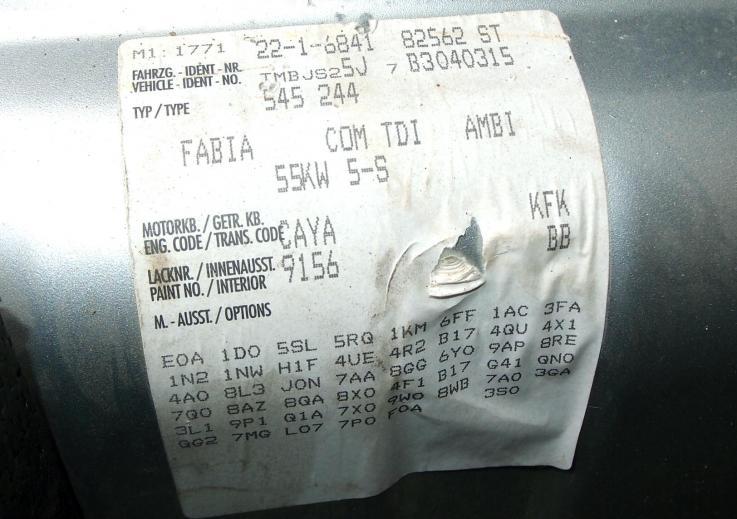 M1: 1771 22-1-6841 82562 ST
FAHRZG. - IDENT - NR. TMBJS25J 7 B3040315
VEHICLE - IDENT - NO.
TYP / TYPE 545 244
FABIA COM TDI AMBI
55KW 5-S
MOTORKB. / GETR. KB. KFK
ENG. CODE / TRANS. CODE CAYA
LACKNR. / INNENAUSST. 9156 BB
PAINT NO. / INTERIOR
M. - AUSST. / OPTIONS
E0A 1D0 5SL 5RQ 1KM 6FF 1AC 3FA
1N2 1NW H1F 4UE 4R2 B17 4QU 4X1
4A0 8L3 J0N 7AA 8GG 6Y0 9AP 8RE
7Q0 8AZ 8QA 8X0 4F1 B17 G41 QN0
3L1 9P1 Q1A 7X0 9W0 8WB 7A0 3GA
QG2 7MG L07 7P0 F0A 3S0